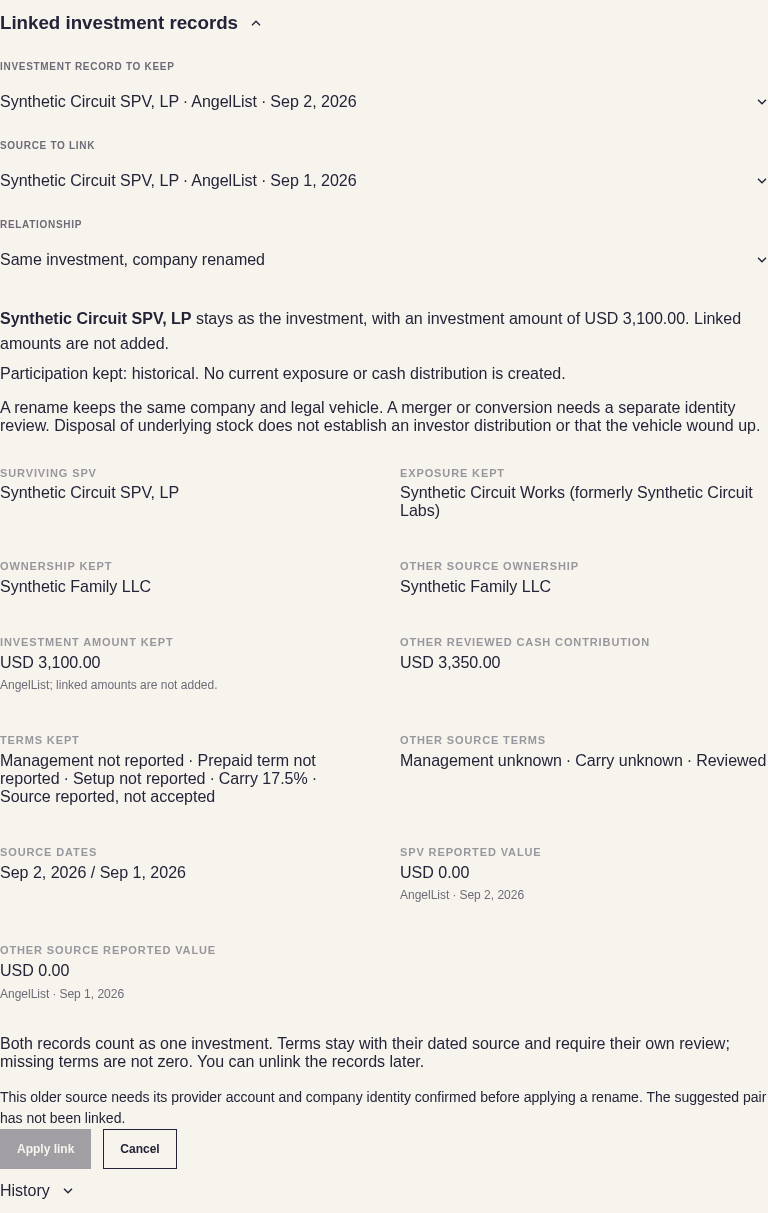 Linked investment records
INVESTMENT RECORD TO KEEP
Synthetic Circuit SPV, LP · AngelList · Sep 2, 2026
SOURCE TO LINK
Synthetic Circuit SPV, LP · AngelList · Sep 1, 2026
RELATIONSHIP
Same investment, company renamed
Synthetic Circuit SPV, LP stays as the investment, with an investment amount of USD 3,100.00. Linked
amounts are not added.
Participation kept: historical. No current exposure or cash distribution is created.
A rename keeps the same company and legal vehicle. A merger or conversion needs a separate identity
review. Disposal of underlying stock does not establish an investor distribution or that the vehicle wound up.
SURVIVING SPV
Synthetic Circuit SPV, LP
EXPOSURE KEPT
Synthetic Circuit Works (formerly Synthetic Circuit
Labs)
OWNERSHIP KEPT
Synthetic Family LLC
OTHER SOURCE OWNERSHIP
Synthetic Family LLC
INVESTMENT AMOUNT KEPT
USD 3,100.00
AngelList; linked amounts are not added.
OTHER REVIEWED CASH CONTRIBUTION
USD 3,350.00
TERMS KEPT
Management not reported · Prepaid term not
reported · Setup not reported · Carry 17.5% ·
Source reported, not accepted
OTHER SOURCE TERMS
Management unknown · Carry unknown · Reviewed
SOURCE DATES
Sep 2, 2026 / Sep 1, 2026
SPV REPORTED VALUE
USD 0.00
AngelList · Sep 2, 2026
OTHER SOURCE REPORTED VALUE
USD 0.00
AngelList · Sep 1, 2026
Both records count as one investment. Terms stay with their dated source and require their own review;
missing terms are not zero. You can unlink the records later.
This older source needs its provider account and company identity confirmed before applying a rename. The suggested pair
has not been linked.
Apply link
Cancel
History